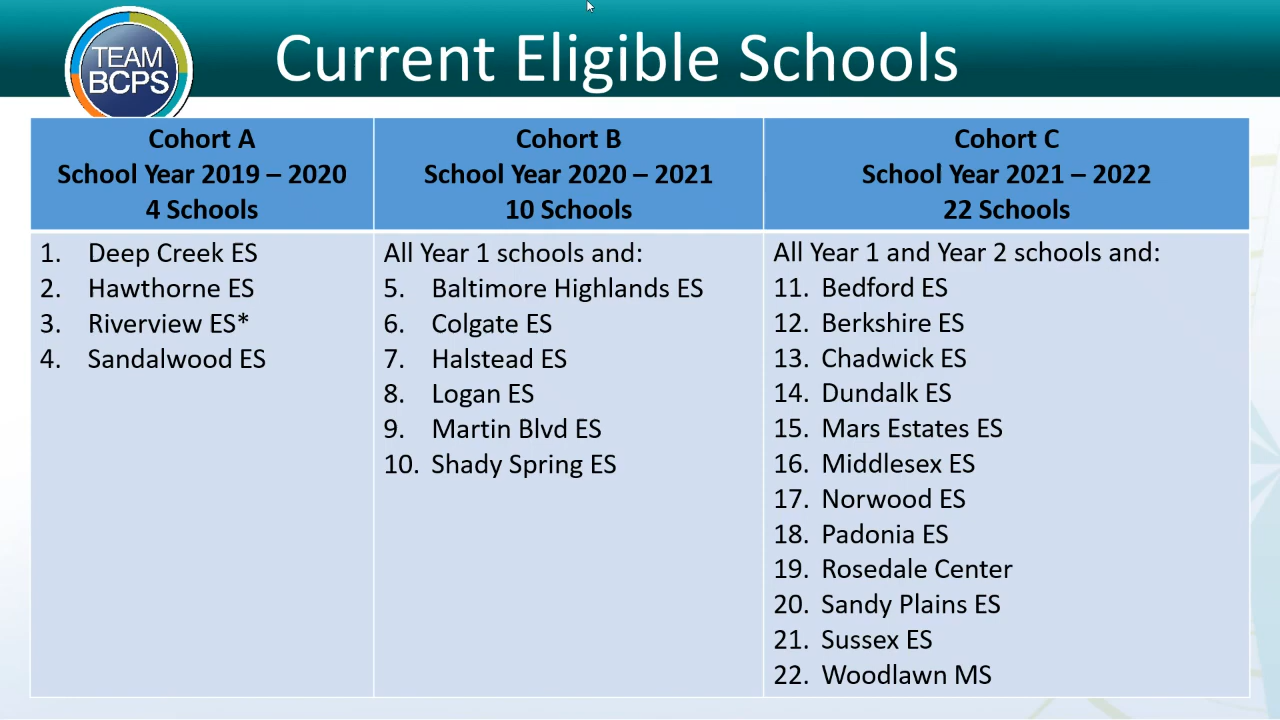 TEAM
BCPS
Current Eligible Schools
Cohort A
School Year 2019 – 2020
4 Schools
Cohort B
School Year 2020 – 2021
10 Schools
Cohort C
School Year 2021 – 2022
22 Schools
1. Deep Creek ES
2. Hawthorne ES
3. Riverview ES*
4. Sandalwood ES
All Year 1 schools and:
5. Baltimore Highlands ES
6. Colgate ES
7. Halstead ES
8. Logan ES
9. Martin Blvd ES
10. Shady Spring ES
All Year 1 and Year 2 schools and:
11. Bedford ES
12. Berkshire ES
13. Chadwick ES
14. Dundalk ES
15. Mars Estates ES
16. Middlesex ES
17. Norwood ES
18. Padonia ES
19. Rosedale Center
20. Sandy Plains ES
21. Sussex ES
22. Woodlawn MS